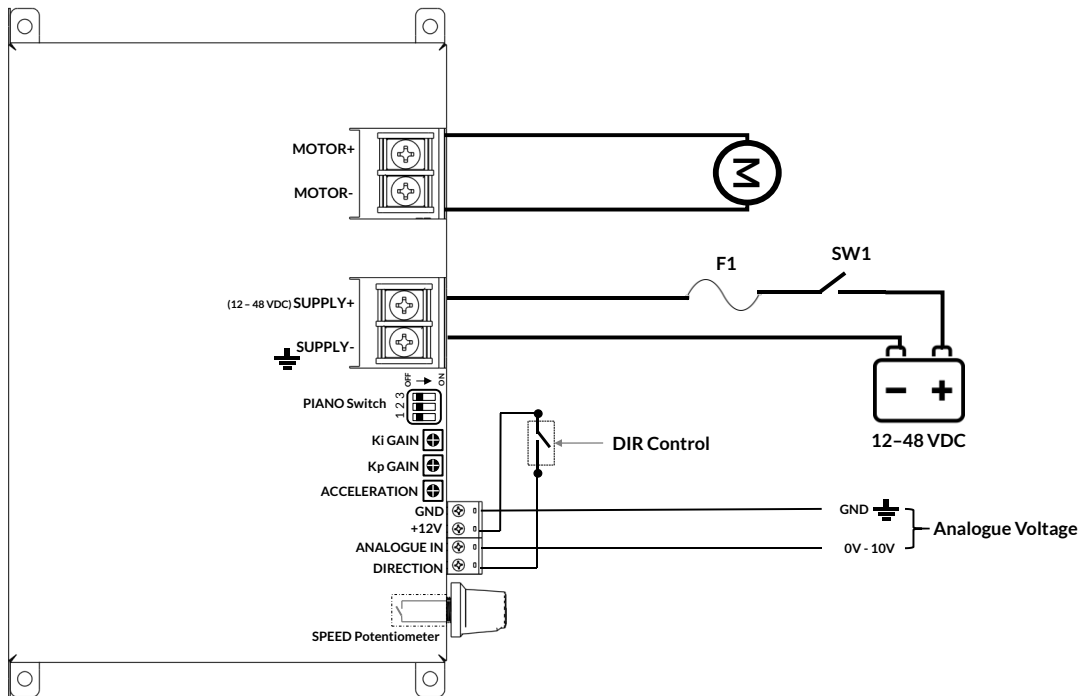 MOTOR+
M
MOTOR-
SW1
F1
(12 – 48 VDC) SUPPLY+
SUPPLY-
OFF → ON
– +
PIANO Switch
1 2 3
12–48 VDC
Ki GAIN
DIR Control
Kp GAIN
ACCELERATION
GND
GND
+12V
Analogue Voltage
ANALOGUE IN
0V - 10V
DIRECTION
SPEED Potentiometer